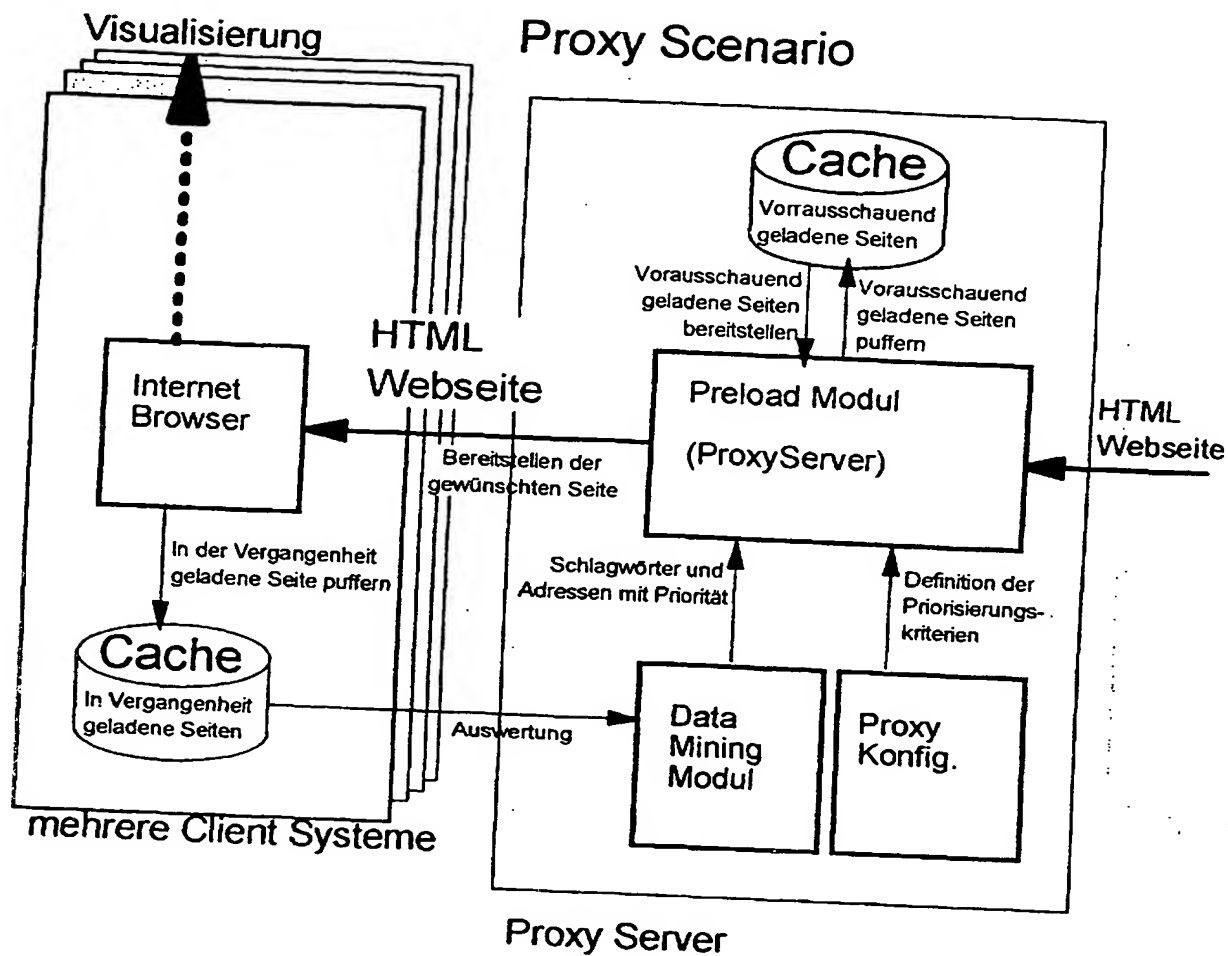 Visualisierung
Proxy Scenario
Cache
Vorrausschauend
geladene Seiten
Vorausschauend
geladene Seiten
bereitstellen
Vorausschauend
geladene Seiten
puffern
HTML
Webseite
Internet
Browser
Preload Modul
(ProxyServer)
HTML
Webseite
Bereitstellen der
gewünschten Seite
In der Vergangenheit
geladene Seite puffern
Schlagwörter und
Adressen mit Priorität
Definition der
Priorisierungs-
kriterien
Cache
In Vergangenheit
geladene Seiten
Auswertung
Data
Mining
Modul
Proxy
Konfig.
mehrere Client Systeme
Proxy Server